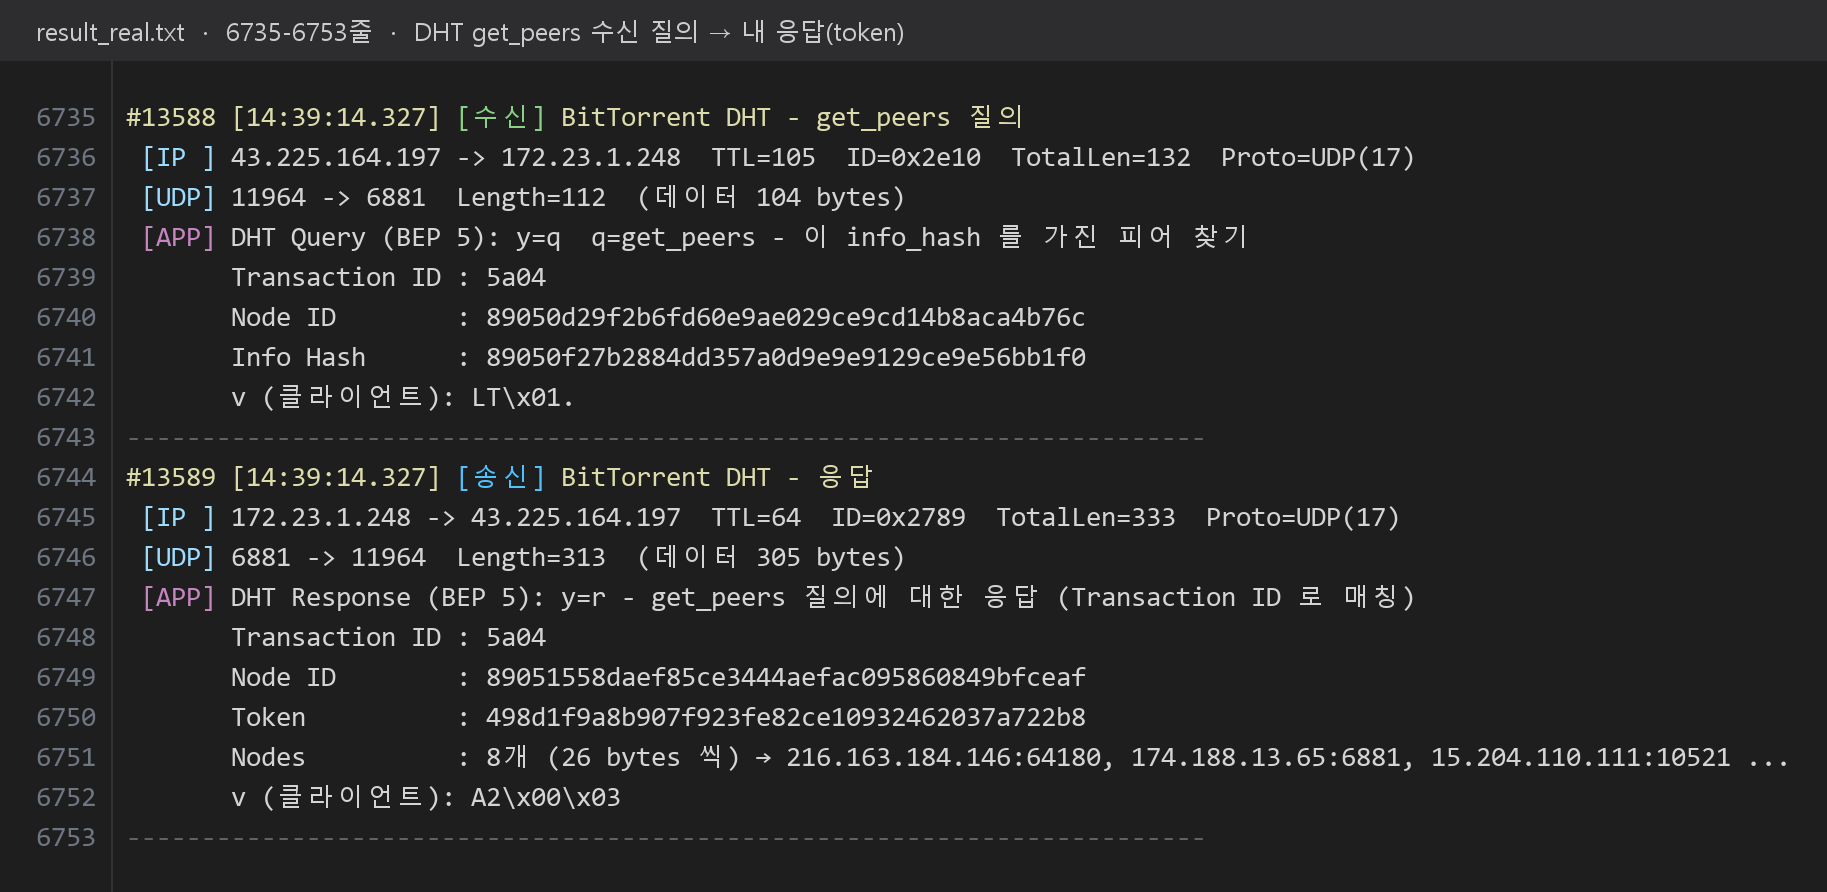 result_real.txt · 6735-6753줄 · DHT get_peers 수신 질의 → 내 응답(token)
6735 #13588 [14:39:14.327] [수신] BitTorrent DHT - get_peers 질의
6736 [IP ] 43.225.164.197 -> 172.23.1.248 TTL=105 ID=0x2e10 TotalLen=132 Proto=UDP(17)
6737 [UDP] 11964 -> 6881 Length=112 (데이터 104 bytes)
6738 [APP] DHT Query (BEP 5): y=q q=get_peers - 이 info_hash 를 가진 피어 찾기
6739 Transaction ID : 5a04
6740 Node ID : 89050d29f2b6fd60e9ae029ce9cd14b8aca4b76c
6741 Info Hash : 89050f27b2884dd357a0d9e9e9129ce9e56bb1f0
6742 v (클라이언트): LT\x01.
6743 ------------------------------------------------------------------------
6744 #13589 [14:39:14.327] [송신] BitTorrent DHT - 응답
6745 [IP ] 172.23.1.248 -> 43.225.164.197 TTL=64 ID=0x2789 TotalLen=333 Proto=UDP(17)
6746 [UDP] 6881 -> 11964 Length=313 (데이터 305 bytes)
6747 [APP] DHT Response (BEP 5): y=r - get_peers 질의에 대한 응답 (Transaction ID 로 매칭)
6748 Transaction ID : 5a04
6749 Node ID : 89051558daef85ce3444aefac095860849bfceaf
6750 Token : 498d1f9a8b907f923fe82ce10932462037a722b8
6751 Nodes : 8개 (26 bytes 씩) → 216.163.184.146:64180, 174.188.13.65:6881, 15.204.110.111:10521 ...
6752 v (클라이언트): A2\x00\x03
6753 ------------------------------------------------------------------------